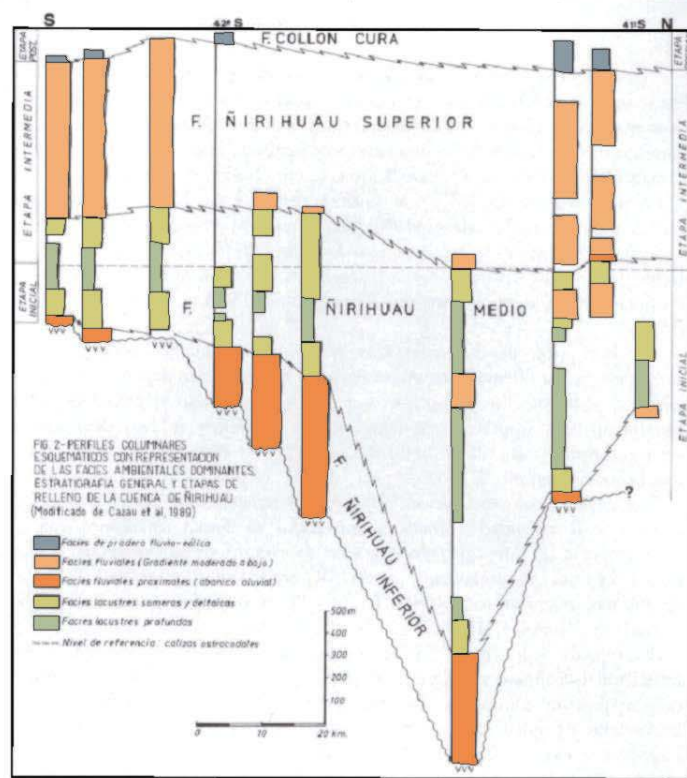 S
42º S
41º S N
ETAPA POST.
F. COLLON CURA
ETAPA
ETAPA INTERMEDIA
F. ÑIRIHUAU SUPERIOR
ETAPA INTERMEDIA
ETAPA INICIAL
F. ÑIRIHUAU MEDIO
ETAPA INICIAL
F. ÑIRIHUAU INFERIOR
?
FIG 2- PERFILES COLUMNARES
ESQUEMATICOS CON REPRESENTACION
DE LAS FACIES AMBIENTALES DOMINANTES,
ESTRATIGRAFIA GENERAL Y ETAPAS DE
RELLENO DE LA CUENCA DE ÑIRIHUAU.
(Modificado de Cazau et al, 1989)
Facies de pradera fluvio-eólica
Facies fluviales (Gradiente moderado a bajo)
Facies fluviales proximales (abanico aluvial)
Facies lacustres someras y deltaicas
Facies lacustres profundas
Nivel de referencia: calizas ostracodales
500m
400
300
200
100
0 10 20 km.